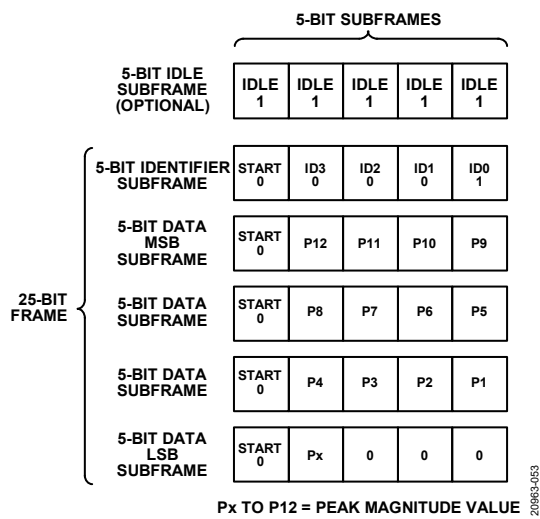 5-BIT SUBFRAMES
5-BIT IDLE
SUBFRAME
(OPTIONAL)
IDLE
1
IDLE
1
IDLE
1
IDLE
1
IDLE
1
25-BIT
FRAME
5-BIT IDENTIFIER
SUBFRAME
START
0
ID3
0
ID2
0
ID1
0
ID0
1
5-BIT DATA
MSB
SUBFRAME
START
0
P12
P11
P10
P9
5-BIT DATA
SUBFRAME
START
0
P8
P7
P6
P5
5-BIT DATA
SUBFRAME
START
0
P4
P3
P2
P1
5-BIT DATA
LSB
SUBFRAME
START
0
Px
0
0
0
Px TO P12 = PEAK MAGNITUDE VALUE
20963-053